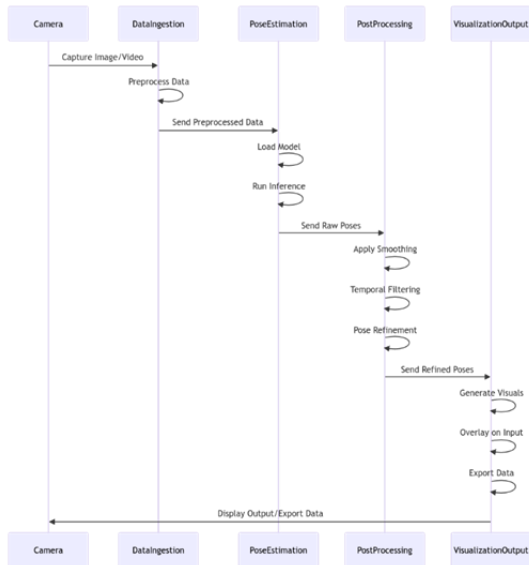 Camera DataIngestion PoseEstimation PostProcessing VisualizationOutput
Capture Image/Video
Preprocess Data
Send Preprocessed Data
Load Model
Run Inference
Send Raw Poses
Apply Smoothing
Temporal Filtering
Pose Refinement
Send Refined Poses
Generate Visuals
Overlay on Input
Export Data
Display Output/Export Data
Camera DataIngestion PoseEstimation PostProcessing VisualizationOutput